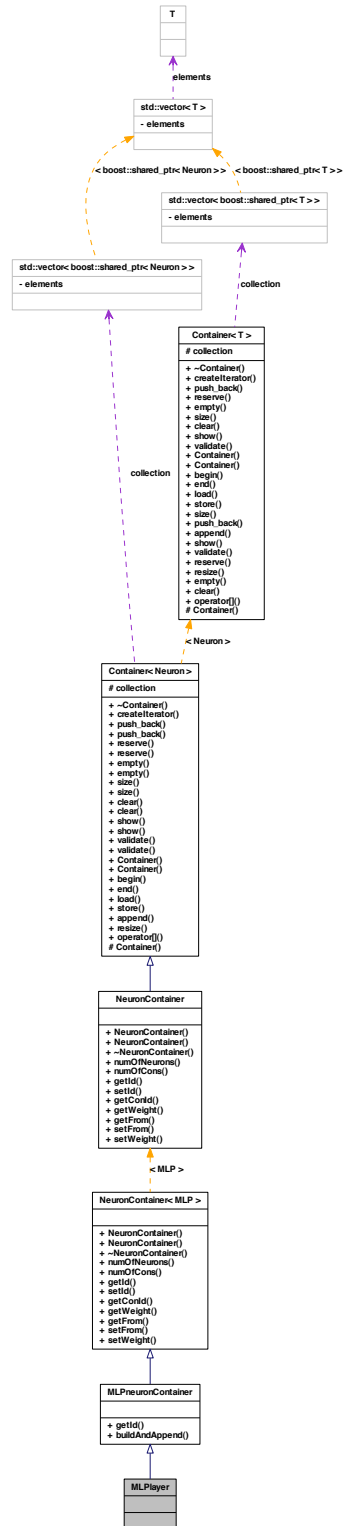 T
elements
std::vector< T >
- elements
< boost::shared_ptr< Neuron > >
< boost::shared_ptr< T > >
std::vector< boost::shared_ptr< T > >
- elements
std::vector< boost::shared_ptr< Neuron > >
- elements
collection
Container< T >
# collection
+ ~Container()
+ createIterator()
+ push_back()
+ reserve()
+ empty()
+ size()
+ clear()
+ show()
+ validate()
+ Container()
+ Container()
+ begin()
+ end()
+ load()
+ store()
+ size()
+ push_back()
+ append()
+ show()
+ validate()
+ reserve()
+ resize()
+ empty()
+ clear()
+ operator[]()
# Container()
collection
< Neuron >
Container< Neuron >
# collection
+ ~Container()
+ createIterator()
+ push_back()
+ push_back()
+ reserve()
+ reserve()
+ empty()
+ empty()
+ size()
+ size()
+ clear()
+ clear()
+ show()
+ show()
+ validate()
+ validate()
+ Container()
+ Container()
+ begin()
+ end()
+ load()
+ store()
+ append()
+ resize()
+ operator[]()
# Container()
NeuronContainer
+ NeuronContainer()
+ NeuronContainer()
+ ~NeuronContainer()
+ numOfNeurons()
+ numOfCons()
+ getId()
+ setId()
+ getConId()
+ getWeight()
+ getFrom()
+ setFrom()
+ setWeight()
< MLP >
NeuronContainer< MLP >
+ NeuronContainer()
+ NeuronContainer()
+ ~NeuronContainer()
+ numOfNeurons()
+ numOfCons()
+ getId()
+ setId()
+ getConId()
+ getWeight()
+ getFrom()
+ setFrom()
+ setWeight()
MLPneuronContainer
+ getId()
+ buildAndAppend()
MLPlayer